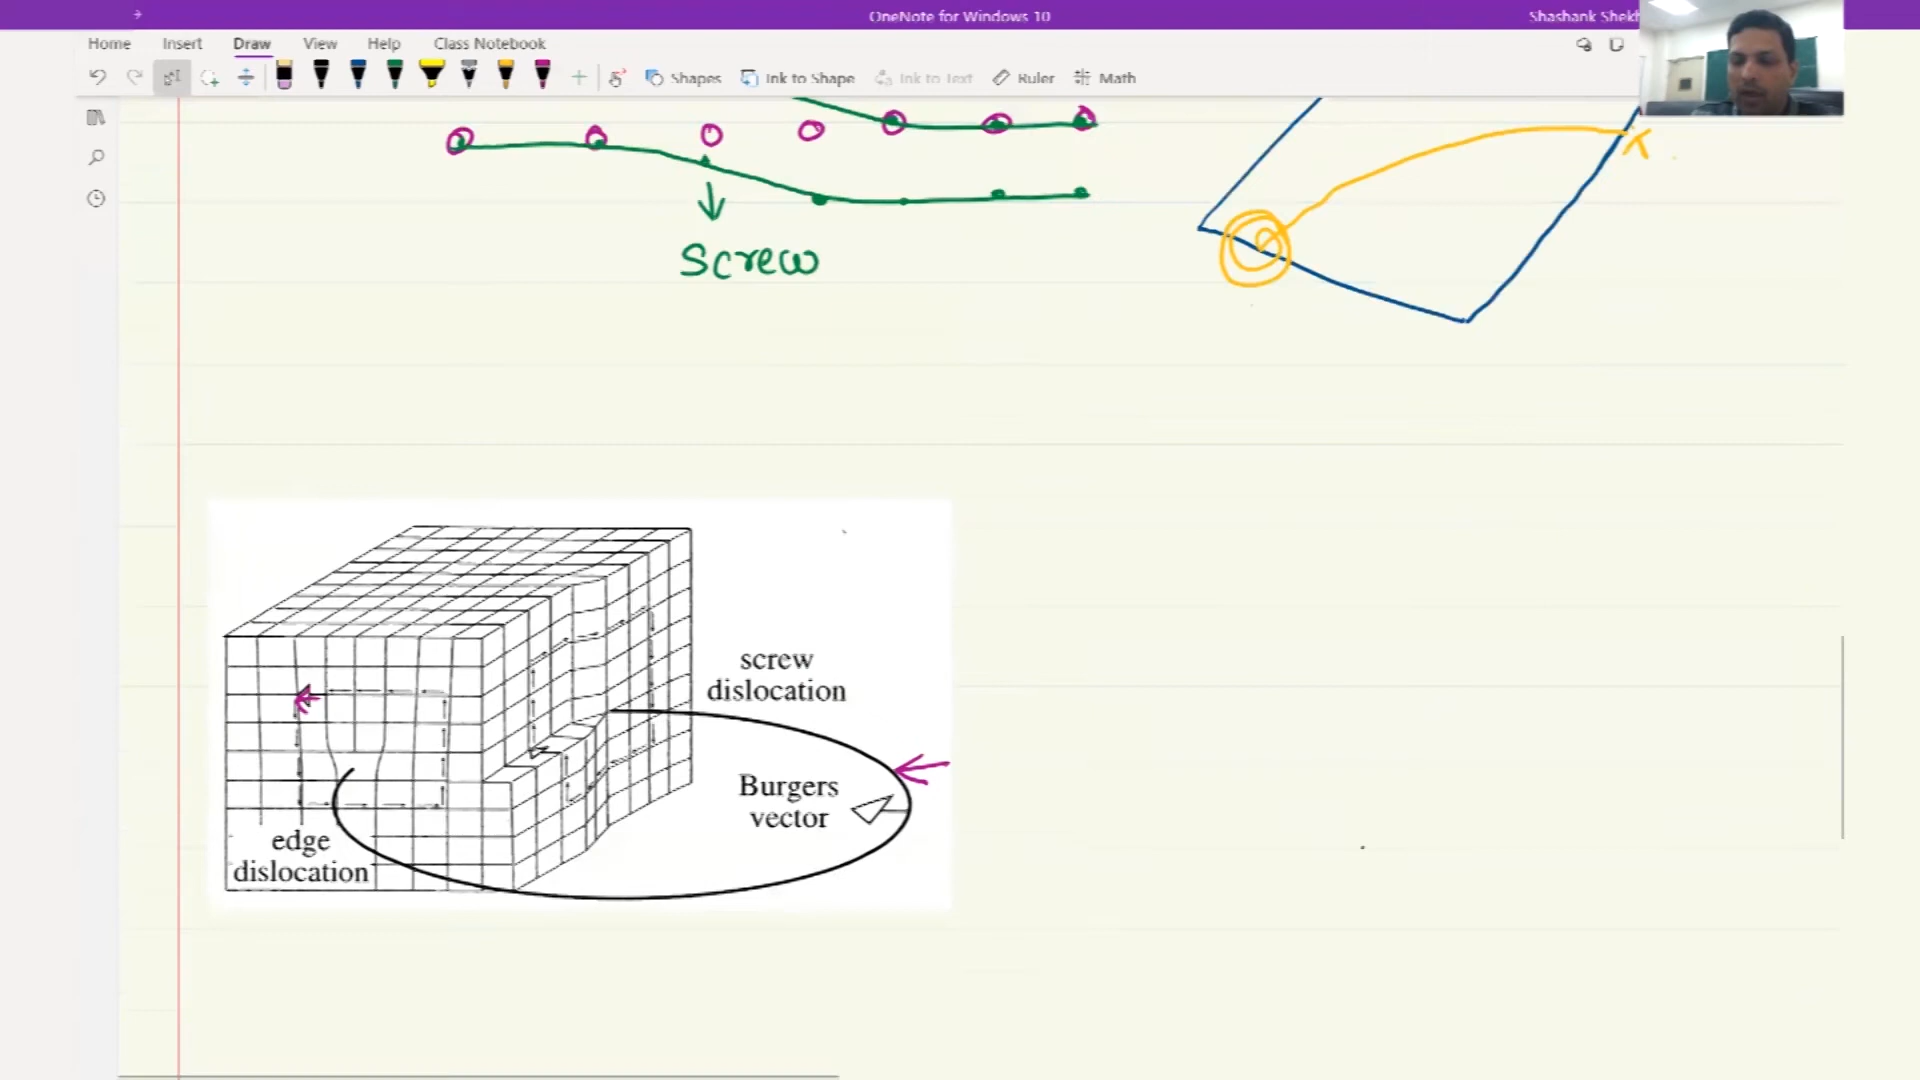 OneNote for Windows 10
Shashank Shekh
Home Insert Draw View Help Class Notebook
Shapes Ink to Shape Ink to Text Ruler Math
Screw
screw
dislocation
Burgers
vector
edge
dislocation
x